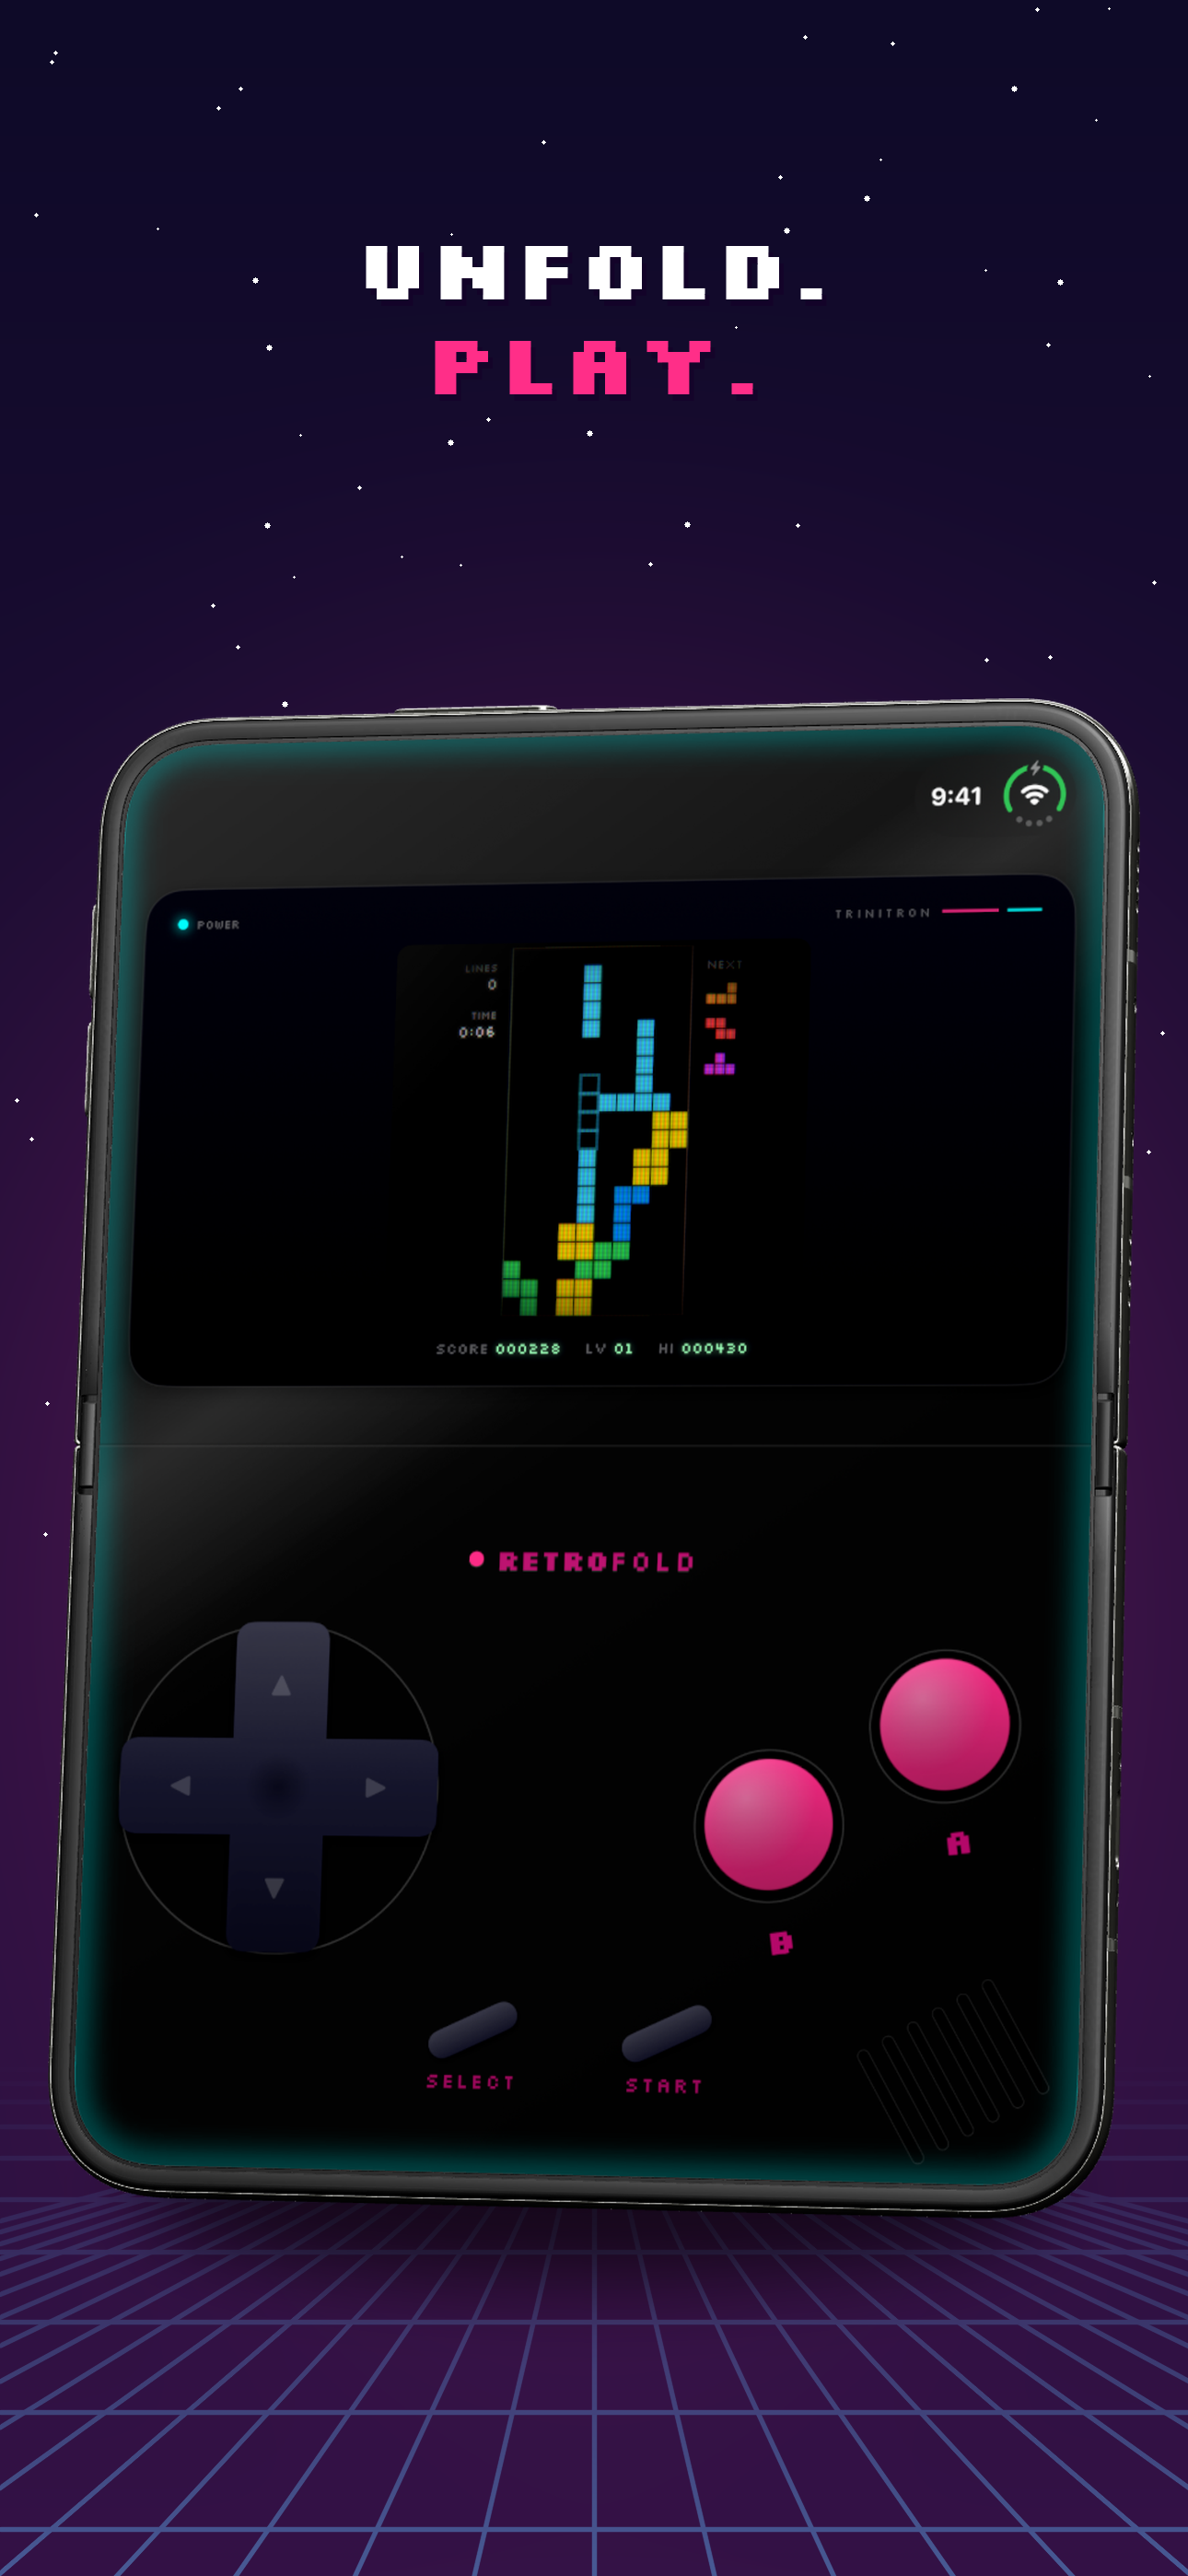 UNFOLD.
PLAY.
9:41
POWER
TRINITRON
LINES
0
TIME
0:06
NEXT
SCORE 000228 LV 01 HI 000430
RETROFOLD
A
B
SELECT
START